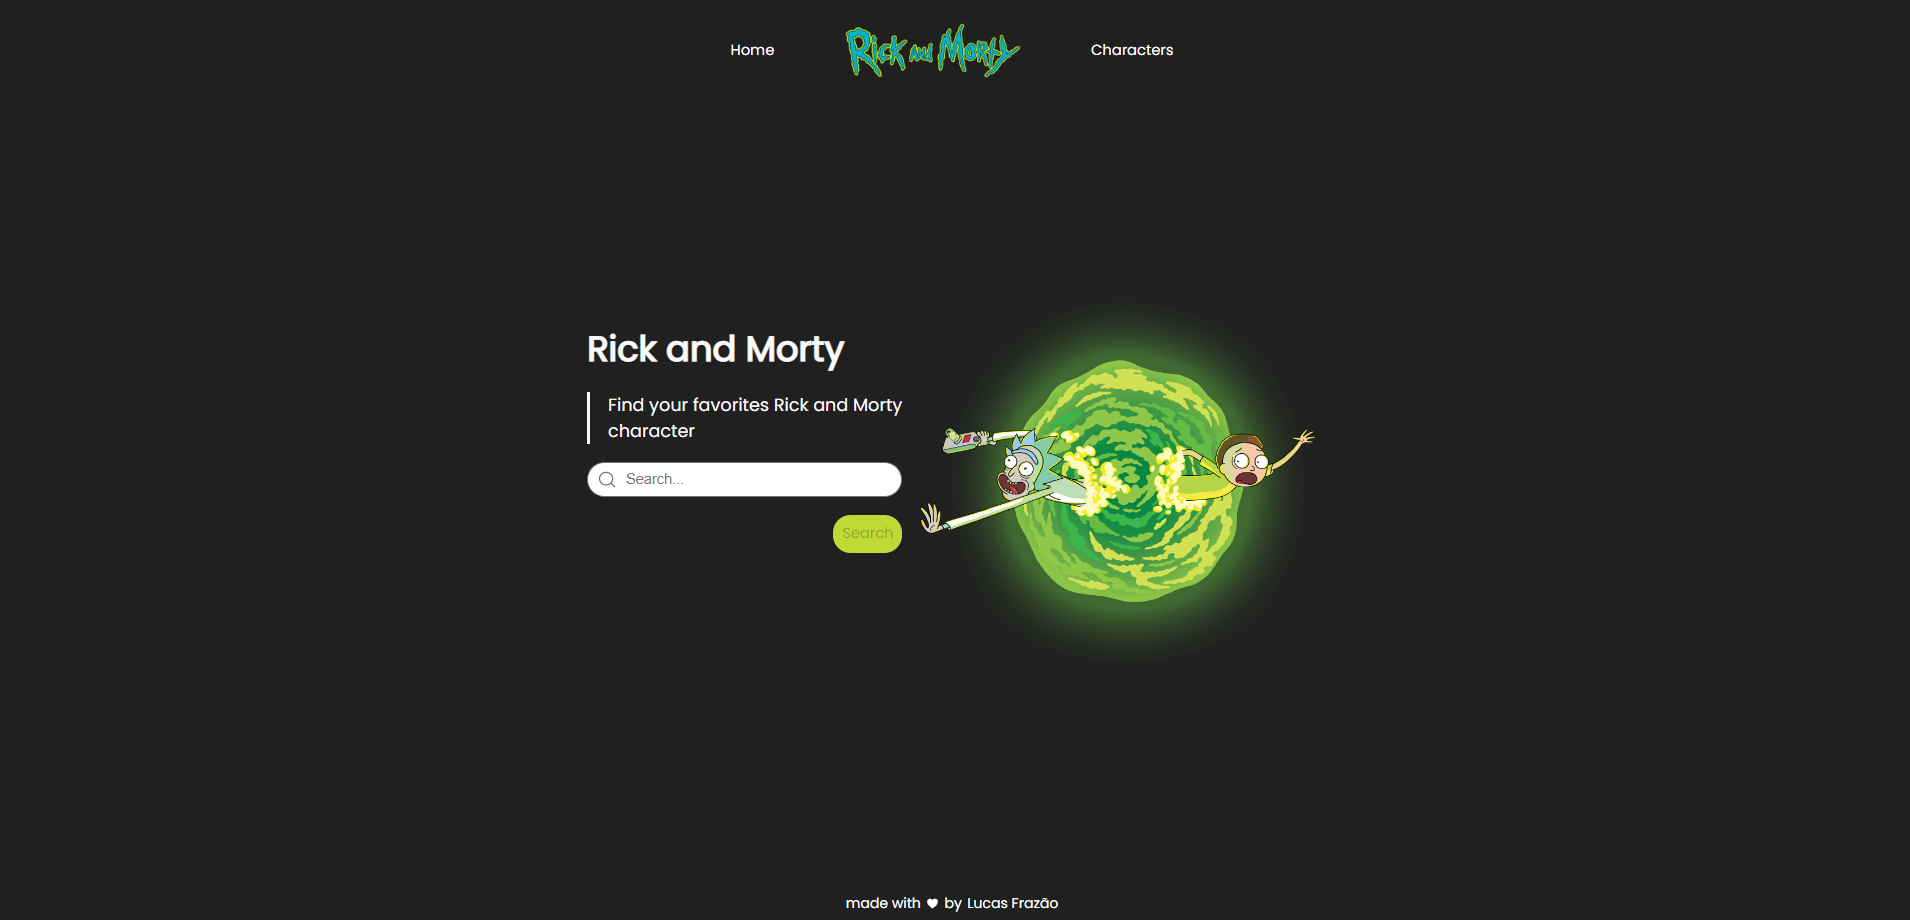 Home
Rick and Morty
Characters
Rick and Morty
Find your favorites Rick and Morty
character
Search...
Search
made with ♥ by Lucas Frazão